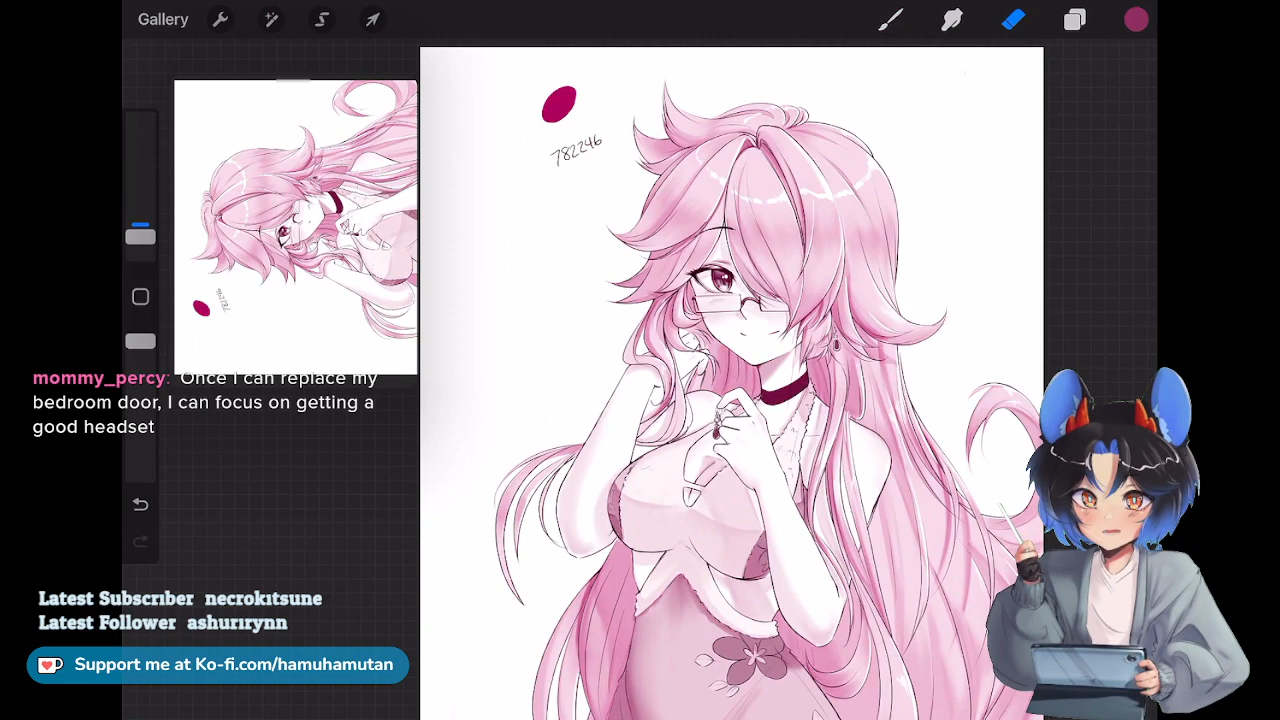 Gallery
782246
mommy_percy: Once I can replace my
bedroom door, I can focus on getting a
good headset
Latest Subscriber necrokitsune
Latest Follower ashurirynn
Support me at Ko-fi.com/hamuhamutan